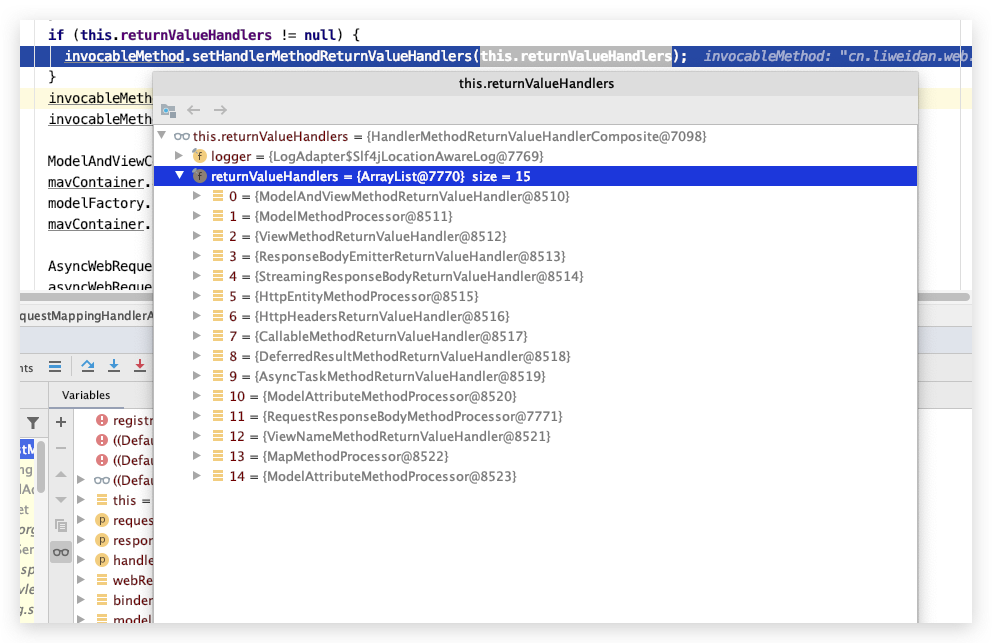 if (this.returnValueHandlers != null) {
invocableMethod.setHandlerMethodReturnValueHandlers(this.returnValueHandlers); invocableMethod: "cn.liweidan.web.
}
invocableMeth
invocableMeth
ModelAndViewC
mavContainer.
modelFactory.
mavContainer.
AsyncWebReque
asyncWebReque
this.returnValueHandlers
this.returnValueHandlers = {HandlerMethodReturnValueHandlerComposite@7098}
logger = {LogAdapter$Slf4jLocationAwareLog@7769}
returnValueHandlers = {ArrayList@7770} size = 15
0 = {ModelAndViewMethodReturnValueHandler@8510}
1 = {ModelMethodProcessor@8511}
2 = {ViewMethodReturnValueHandler@8512}
3 = {ResponseBodyEmitterReturnValueHandler@8513}
4 = {StreamingResponseBodyReturnValueHandler@8514}
5 = {HttpEntityMethodProcessor@8515}
6 = {HttpHeadersReturnValueHandler@8516}
7 = {CallableMethodReturnValueHandler@8517}
8 = {DeferredResultMethodReturnValueHandler@8518}
9 = {AsyncTaskMethodReturnValueHandler@8519}
10 = {ModelAttributeMethodProcessor@8520}
11 = {RequestResponseBodyMethodProcessor@7771}
12 = {ViewNameMethodReturnValueHandler@8521}
13 = {MapMethodProcessor@8522}
14 = {ModelAttributeMethodProcessor@8523}
questMappingHandlerA
nts
Variables
registr
((Defau
((Defau
((Defau
this =
p reques
p respor
p handle
webRe
binder
model